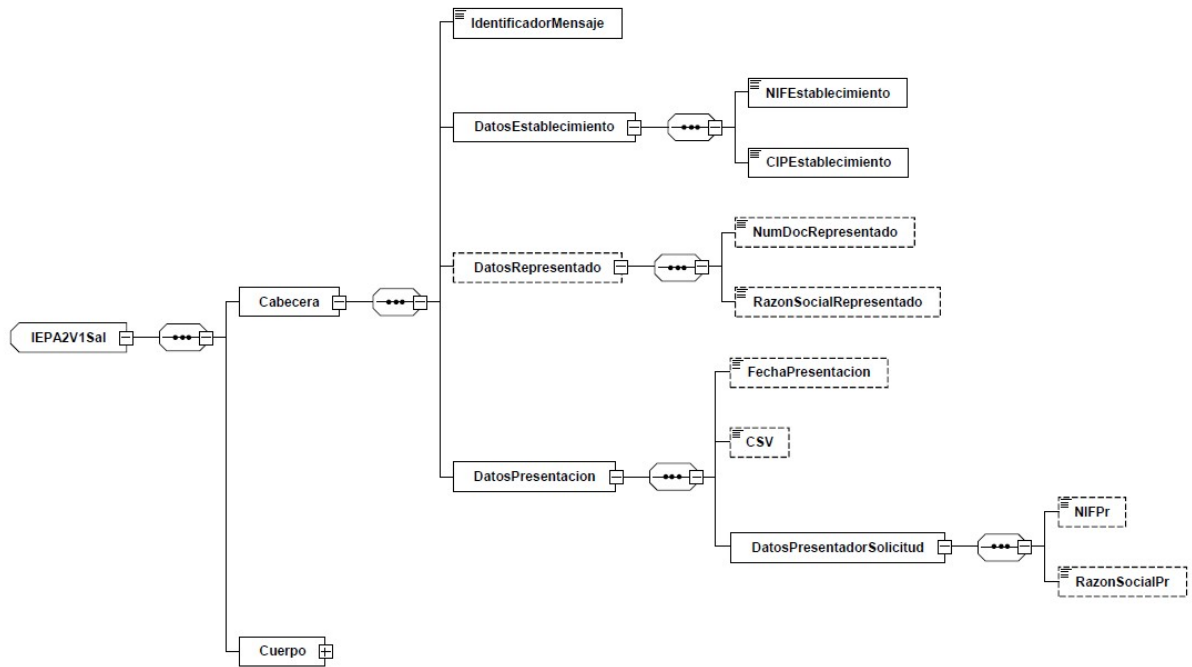 IdentificadorMensaje
NIFEstablecimiento
DatosEstablecimiento
CIPEstablecimiento
NumDocRepresentado
DatosRepresentado
RazonSocialRepresentado
Cabecera
IEPA2V1Sal
FechaPresentacion
CSV
DatosPresentacion
NIFPr
DatosPresentadorSolicitud
RazonSocialPr
Cuerpo